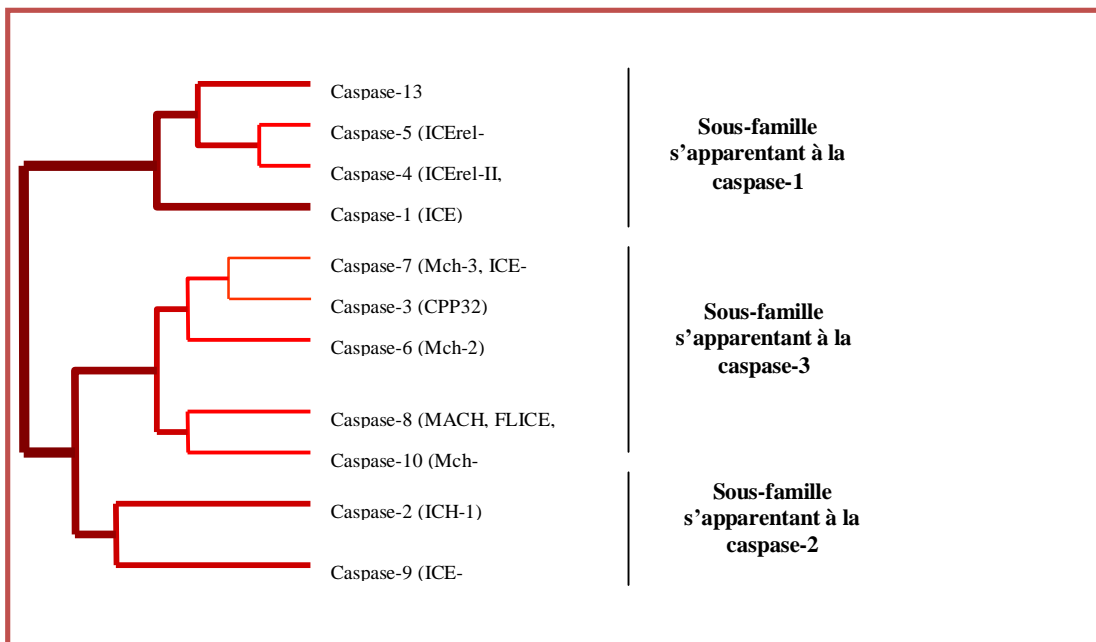 Caspase-13
Caspase-5 (ICErel-
Caspase-4 (ICErel-II,
Caspase-1 (ICE)
Sous-famille
s’apparentant à la
caspase-1
Caspase-7 (Mch-3, ICE-
Caspase-3 (CPP32)
Caspase-6 (Mch-2)
Caspase-8 (MACH, FLICE,
Caspase-10 (Mch-
Sous-famille
s’apparentant à la
caspase-3
Caspase-2 (ICH-1)
Caspase-9 (ICE-
Sous-famille
s’apparentant à la
caspase-2